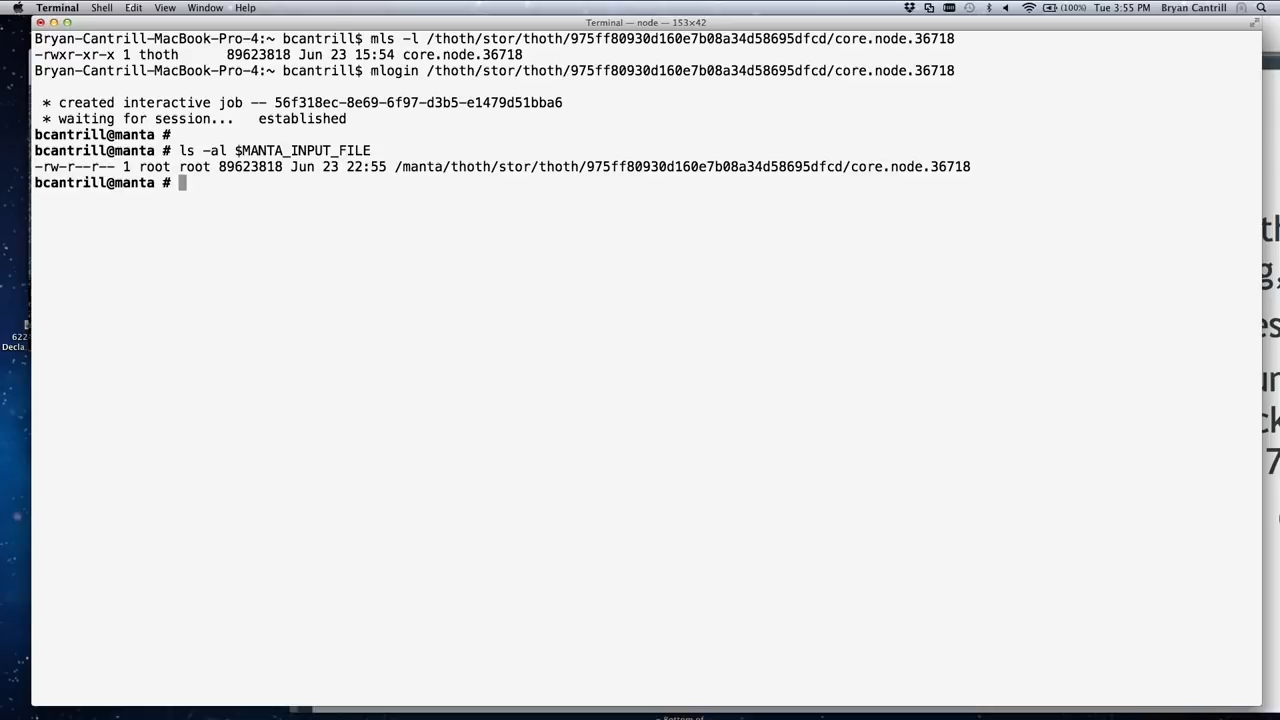 Terminal Shell Edit View Window Help (100%) Tue 3:55 PM Bryan Cantrill
Terminal — node — 153×42
Bryan-Cantrill-MacBook-Pro-4:~ bcantrill$ mls -l /thoth/stor/thoth/975ff80930d160e7b08a34d58695dfcd/core.node.36718
-rwxr-xr-x 1 thoth      89623818 Jun 23 15:54 core.node.36718
Bryan-Cantrill-MacBook-Pro-4:~ bcantrill$ mlogin /thoth/stor/thoth/975ff80930d160e7b08a34d58695dfcd/core.node.36718
* created interactive job -- 56f318ec-8e69-6f97-d3b5-e1479d51bba6
* waiting for session...   established
bcantrill@manta #
bcantrill@manta # ls -al $MANTA_INPUT_FILE
-rw-r--r-- 1 root root 89623818 Jun 23 22:55 /manta/thoth/stor/thoth/975ff80930d160e7b08a34d58695dfcd/core.node.36718
bcantrill@manta #
622
Decla